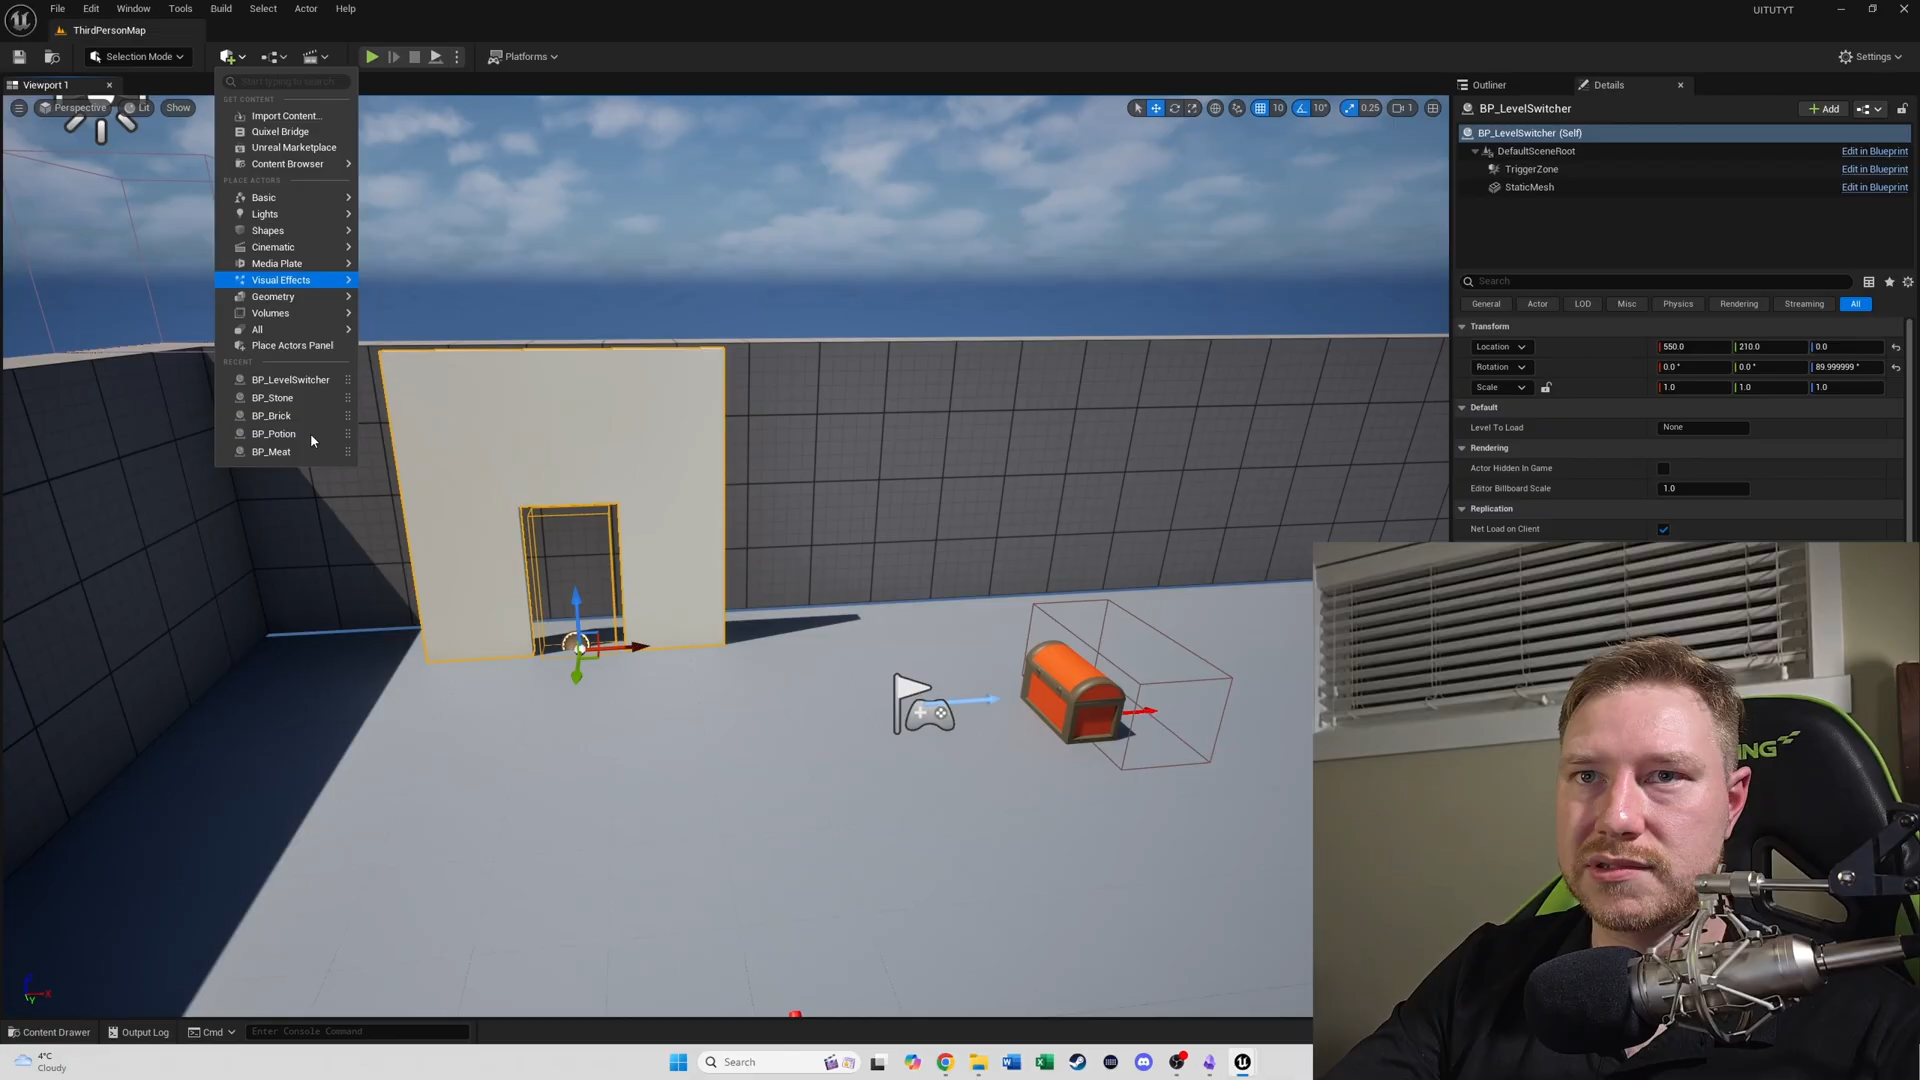 File Edit Window Tools Build Select Actor Help
UITUTYT
ThirdPersonMap
Selection Mode
Platforms
Settings
Viewport 1
Perspective Lit Show
10 10° 0.25 1
Start typing to search
GET CONTENT
Import Content...
Quixel Bridge
Unreal Marketplace
Content Browser
PLACE ACTORS
Basic
Lights
Shapes
Cinematic
Media Plate
Visual Effects
Geometry
Volumes
All
Place Actors Panel
RECENT
BP_LevelSwitcher
BP_Stone
BP_Brick
BP_Potion
BP_Meat
Outliner Details
BP_LevelSwitcher
Add
BP_LevelSwitcher (Self)
DefaultSceneRoot Edit in Blueprint
TriggerZone Edit in Blueprint
StaticMesh Edit in Blueprint
Search
General Actor LOD Misc Physics Rendering Streaming All
Transform
Location 550.0 210.0 0.0
Rotation 0.0 ° 0.0 ° 89.999999 °
Scale 1.0 1.0 1.0
Default
Level To Load None
Rendering
Actor Hidden In Game
Editor Billboard Scale 1.0
Replication
Net Load on Client
ING
X
Y
Content Drawer Output Log Cmd Enter Console Command
4°C
Cloudy
Search